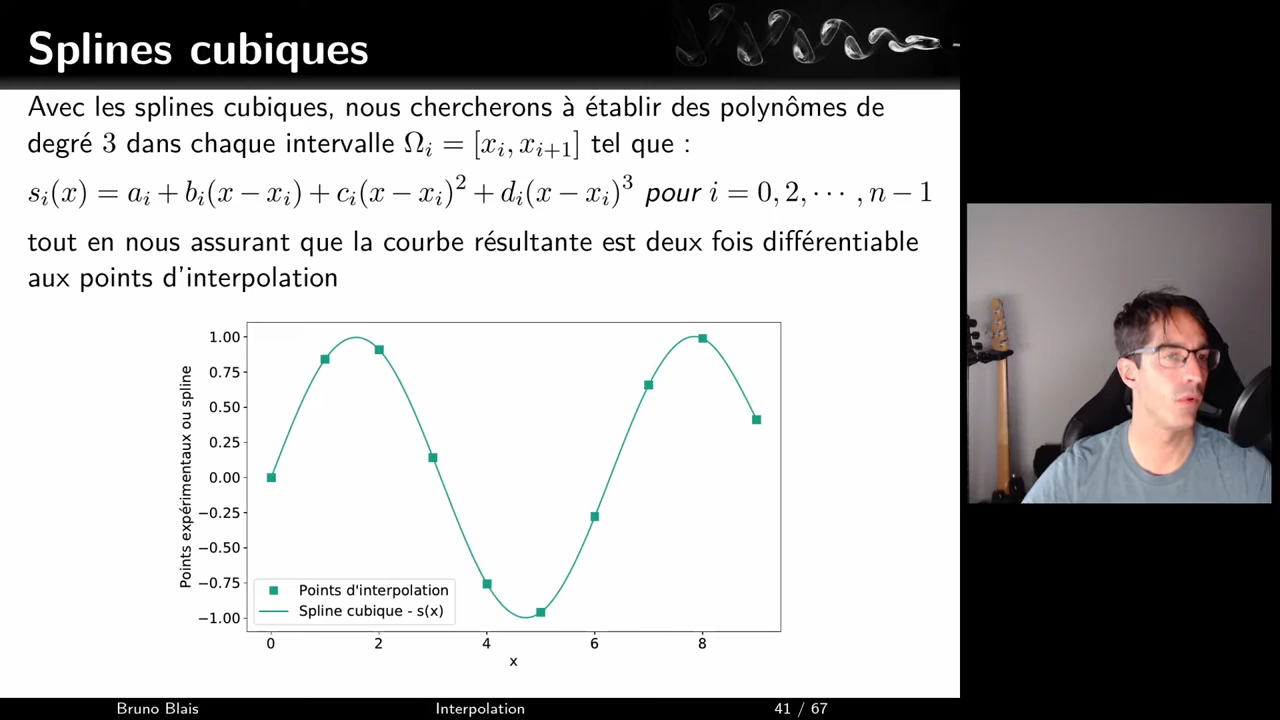 Splines cubiques
Avec les splines cubiques, nous chercherons à établir des polynômes de
degré 3 dans chaque intervalle Ωᵢ = [xᵢ, xᵢ₊₁] tel que :
sᵢ(x) = aᵢ + bᵢ(x − xᵢ) + cᵢ(x − xᵢ)² + dᵢ(x − xᵢ)³ pour i = 0, 2, ⋯ , n − 1
tout en nous assurant que la courbe résultante est deux fois différentiable
aux points d'interpolation
Points expérimentaux ou spline
1.00
0.75
0.50
0.25
0.00
−0.25
−0.50
−0.75
−1.00
Points d'interpolation
Spline cubique - s(x)
0 2 4 6 8
x
Bruno Blais Interpolation 41 / 67